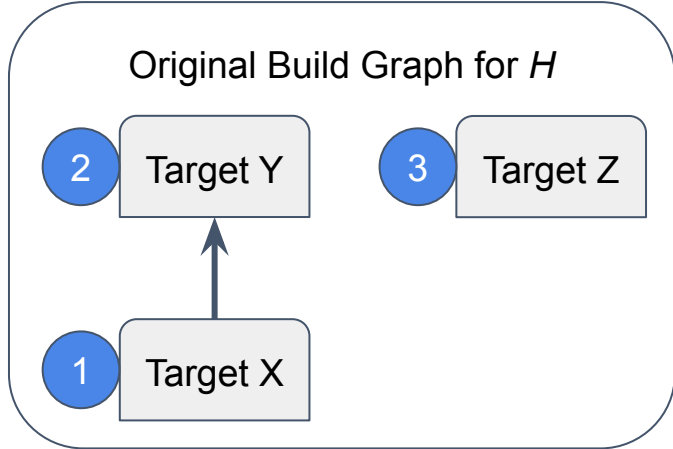 Original Build Graph for H
2
Target Y
3
Target Z
1
Target X